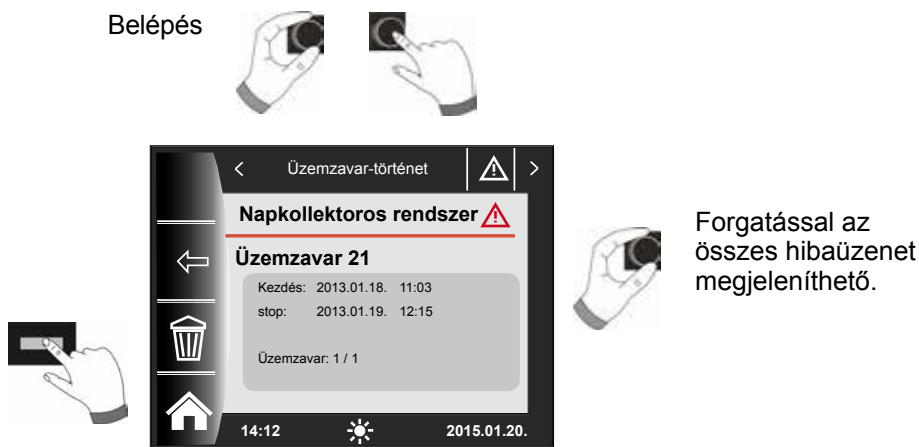 Belépés
Üzemzavar-történet
Napkollektoros rendszer
Üzemzavar 21
Kezdés: 2013.01.18. 11:03
stop: 2013.01.19. 12:15
Üzemzavar: 1 / 1
14:12 2015.01.20.
Forgatással az
összes hibaüzenet
megjeleníthető.